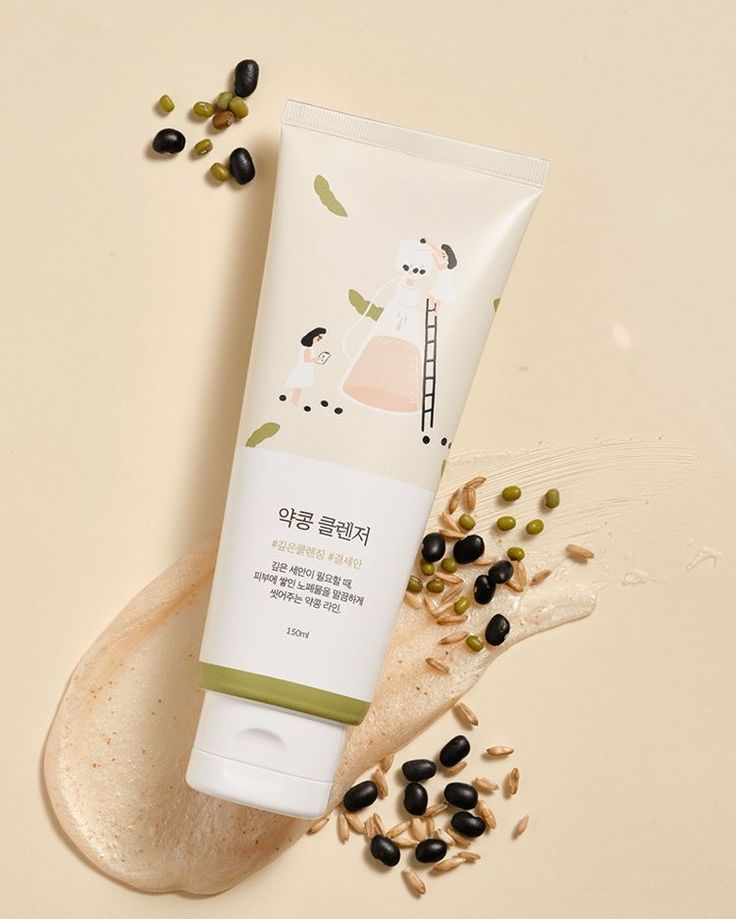 약콩 클렌저
#깊은클렌징 #결세안
깊은 세안이 필요할 때,
피부에 쌓인 노폐물을 말끔하게
씻어주는 약콩 라인.
150ml